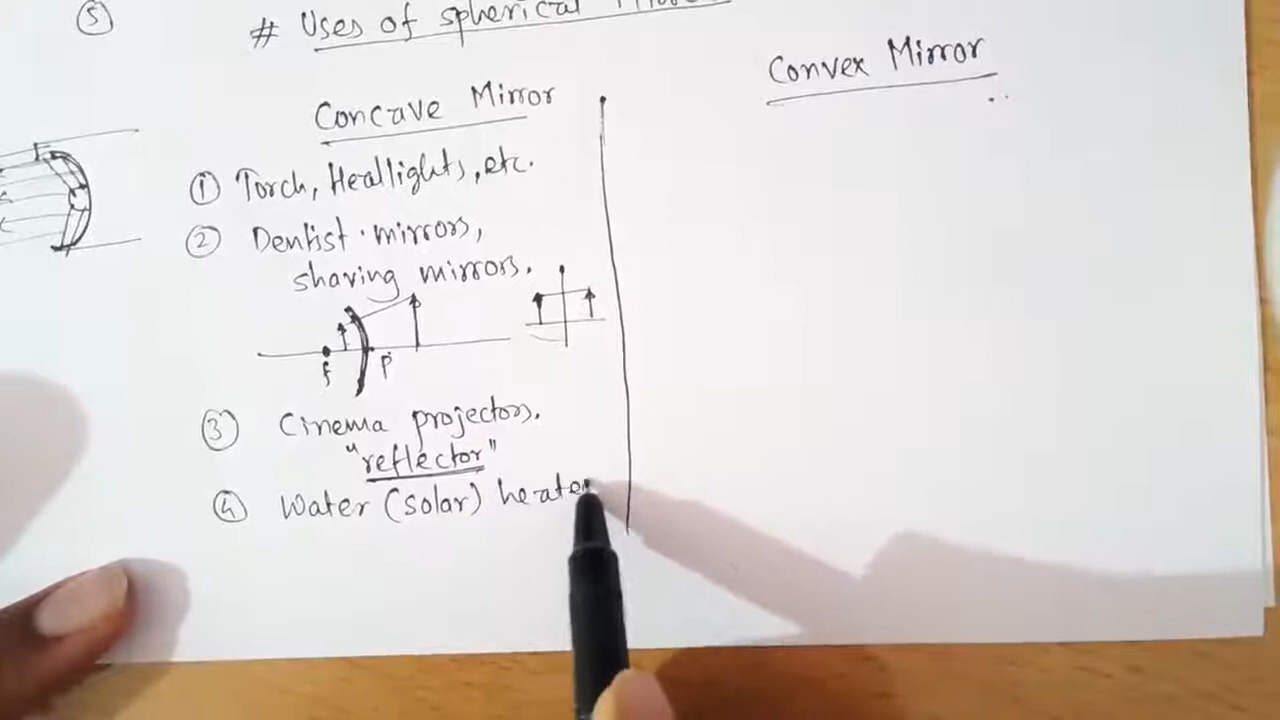 ⑤
# Uses of spherical
Concave Mirror
Convex Mirror
① Torch, Heallights, etc.
② Dentist mirrors,
shaving mirrors.
f P
③ Cinema projectors.
"reflector"
④ Water (solar) heater